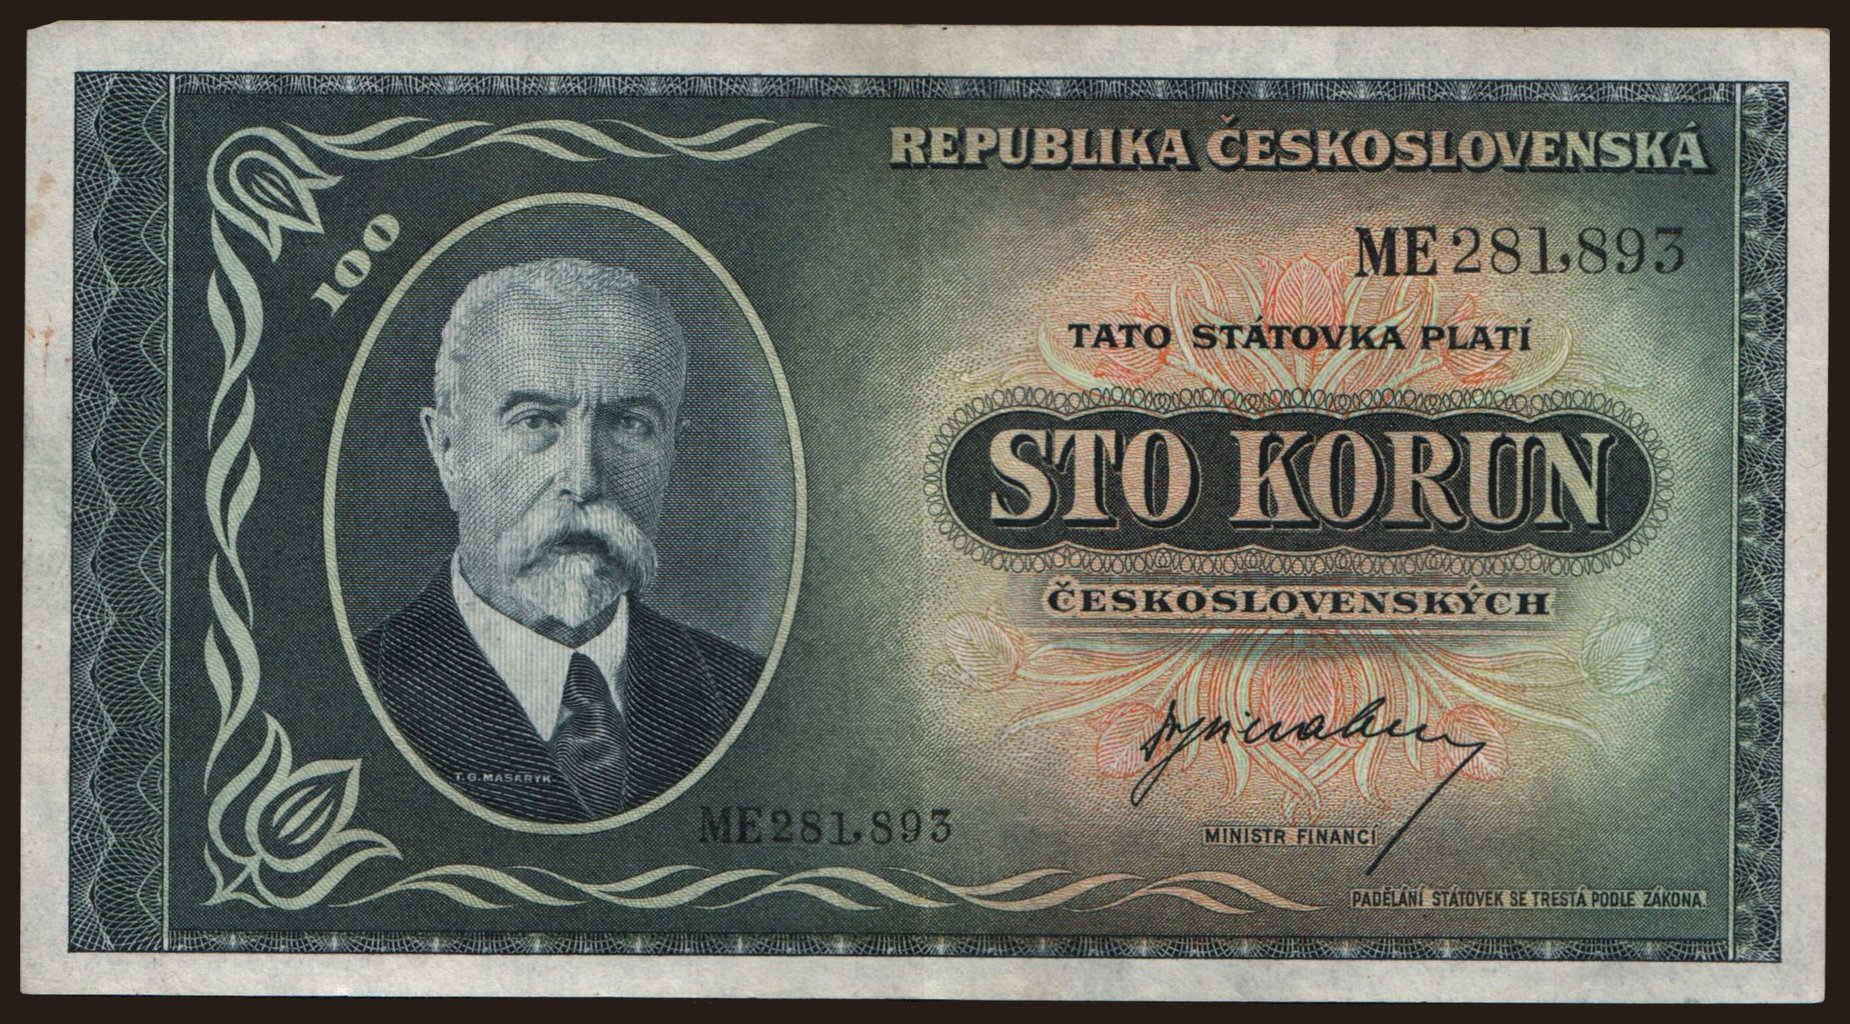 REPUBLIKA ČESKOSLOVENSKÁ
100
ME 281,893
TATO STÁTOVKA PLATÍ
STO KORUN
ČESKOSLOVENSKÝCH
T. G. MASARYK
ME 281,893
MINISTR FINANCÍ
PADĚLÁNÍ STÁTOVEK SE TRESTÁ PODLE ZÁKONA.